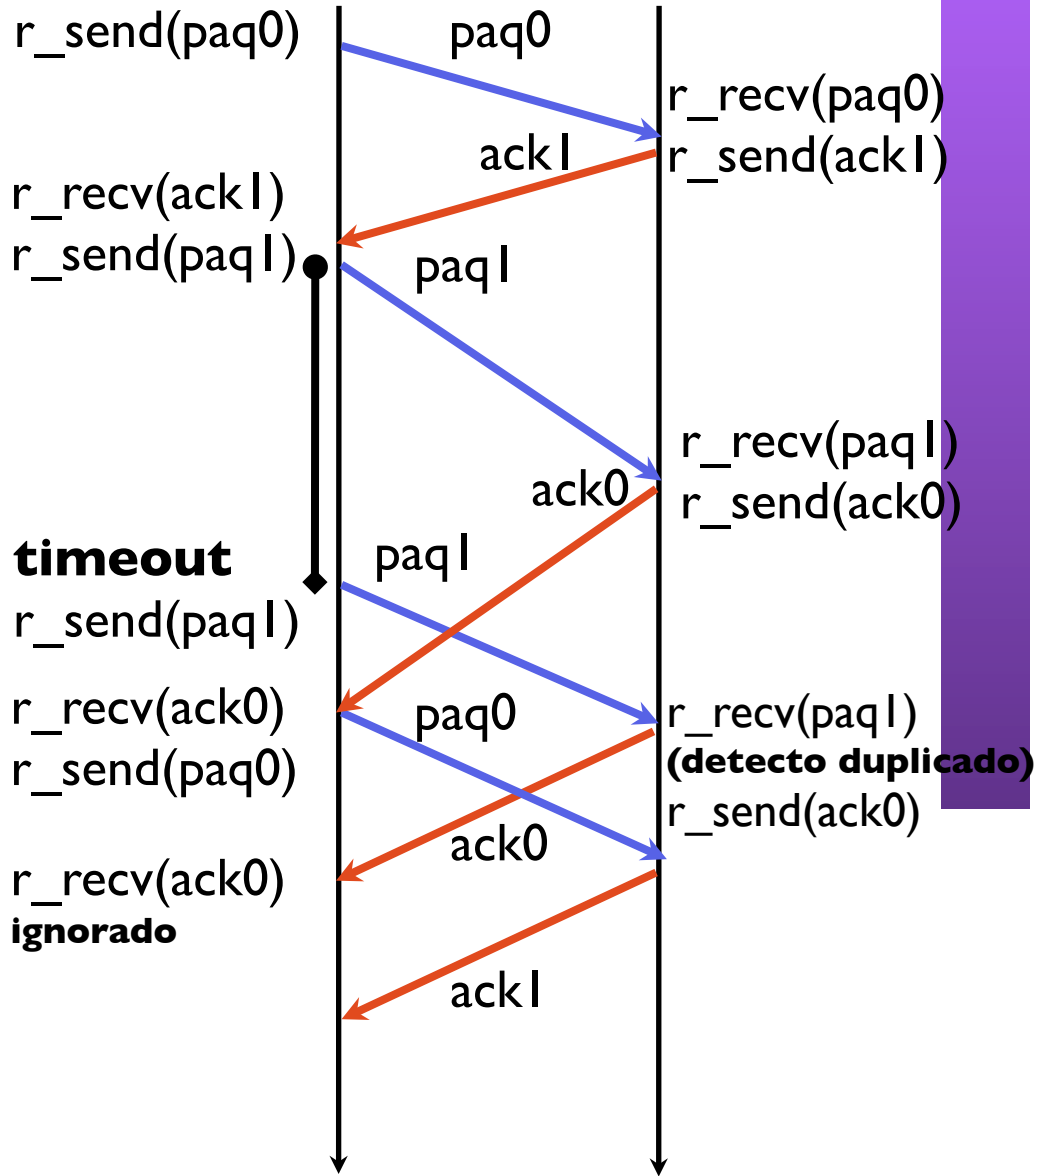 r_send(paq0)
paq0
r_recv(paq0)
ack1
r_send(ack1)
r_recv(ack1)
r_send(paq1)
paq1
r_recv(paq1)
ack0
r_send(ack0)
timeout
paq1
r_send(paq1)
r_recv(ack0)
paq0
r_recv(paq1)
r_send(paq0)
(detecto duplicado)
r_send(ack0)
ack0
r_recv(ack0)
ignorado
ack1